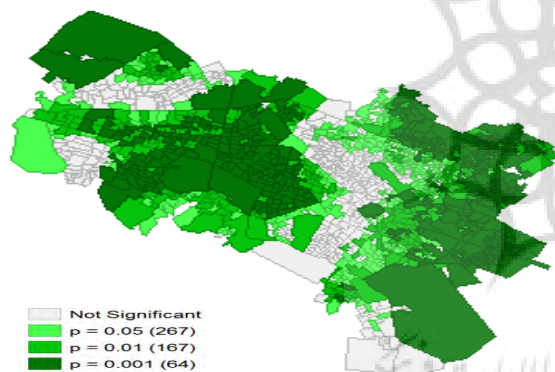 Not Significant
p = 0.05 (267)
p = 0.01 (167)
p = 0.001 (64)